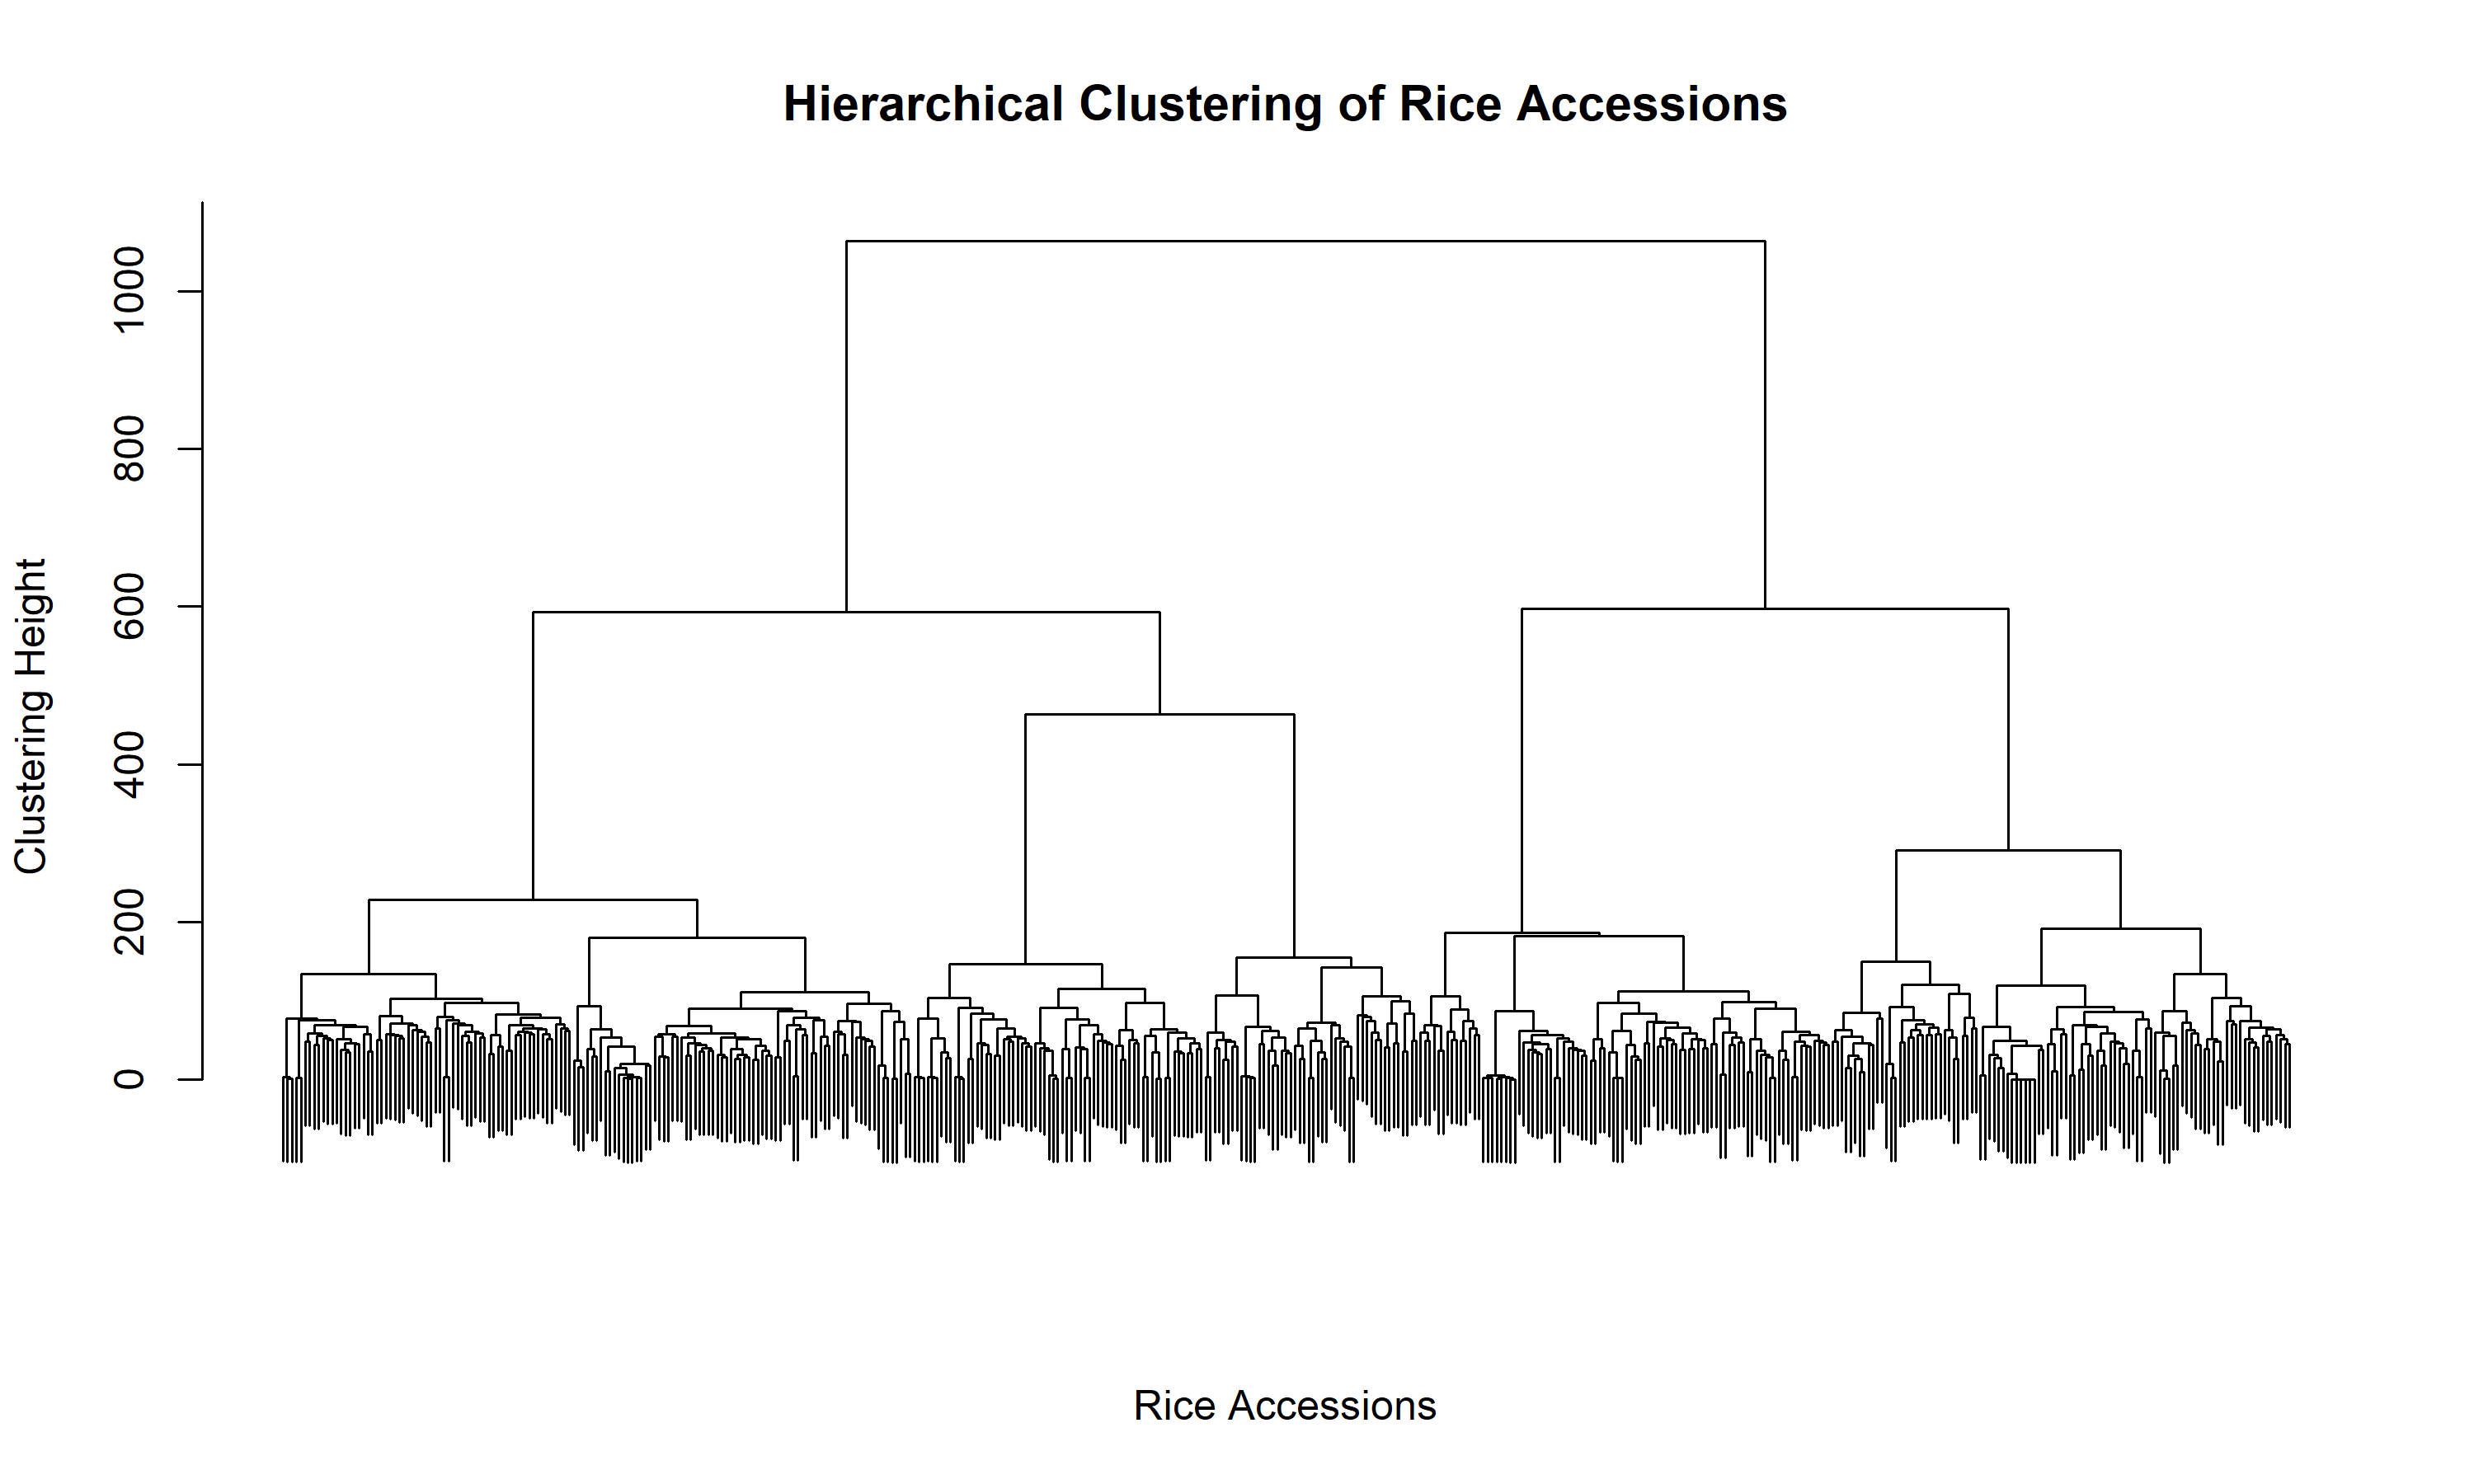 Hierarchical Clustering of Rice Accessions
Clustering Height
1000
800
600
400
200
0
Rice Accessions